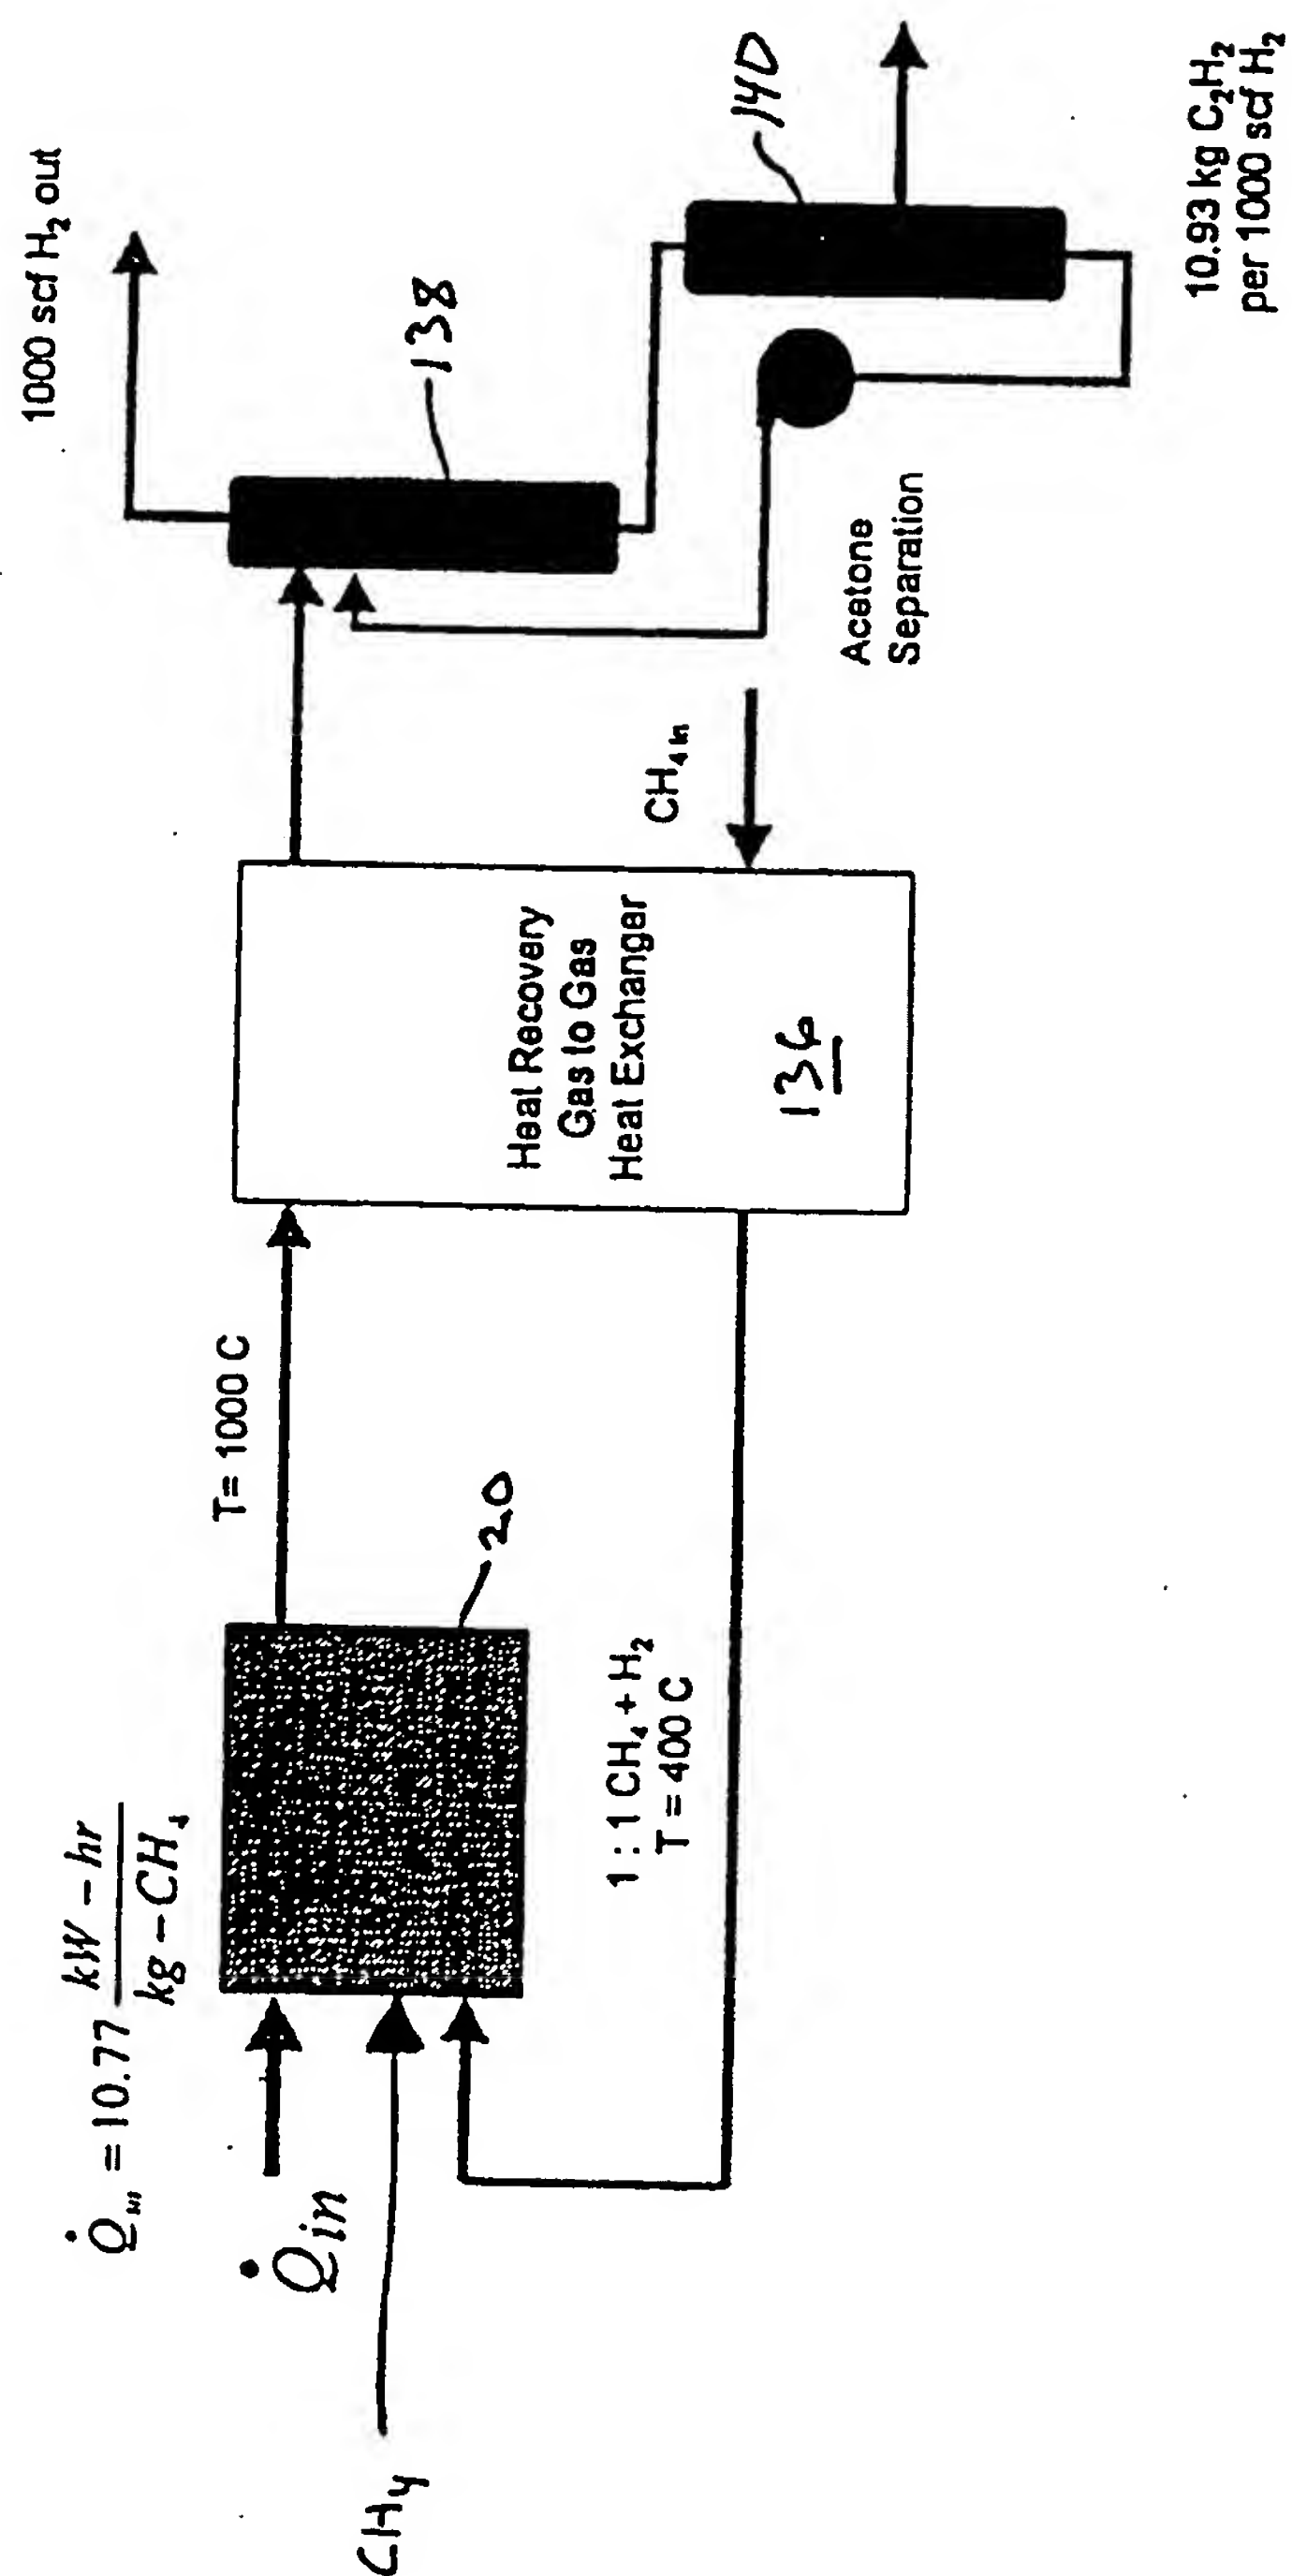 Q̇in = 10.77 kW – hr
kg – CH₄
Q̇in
CH4
20
T= 1000 C
1 : 1 CH₄ + H₂
T = 400 C
Heat Recovery
Gas to Gas
Heat Exchanger
136
CH₄ in
1000 scf H₂ out
138
140
Acetone
Separation
10.93 kg C₂H₂
per 1000 scf H₂